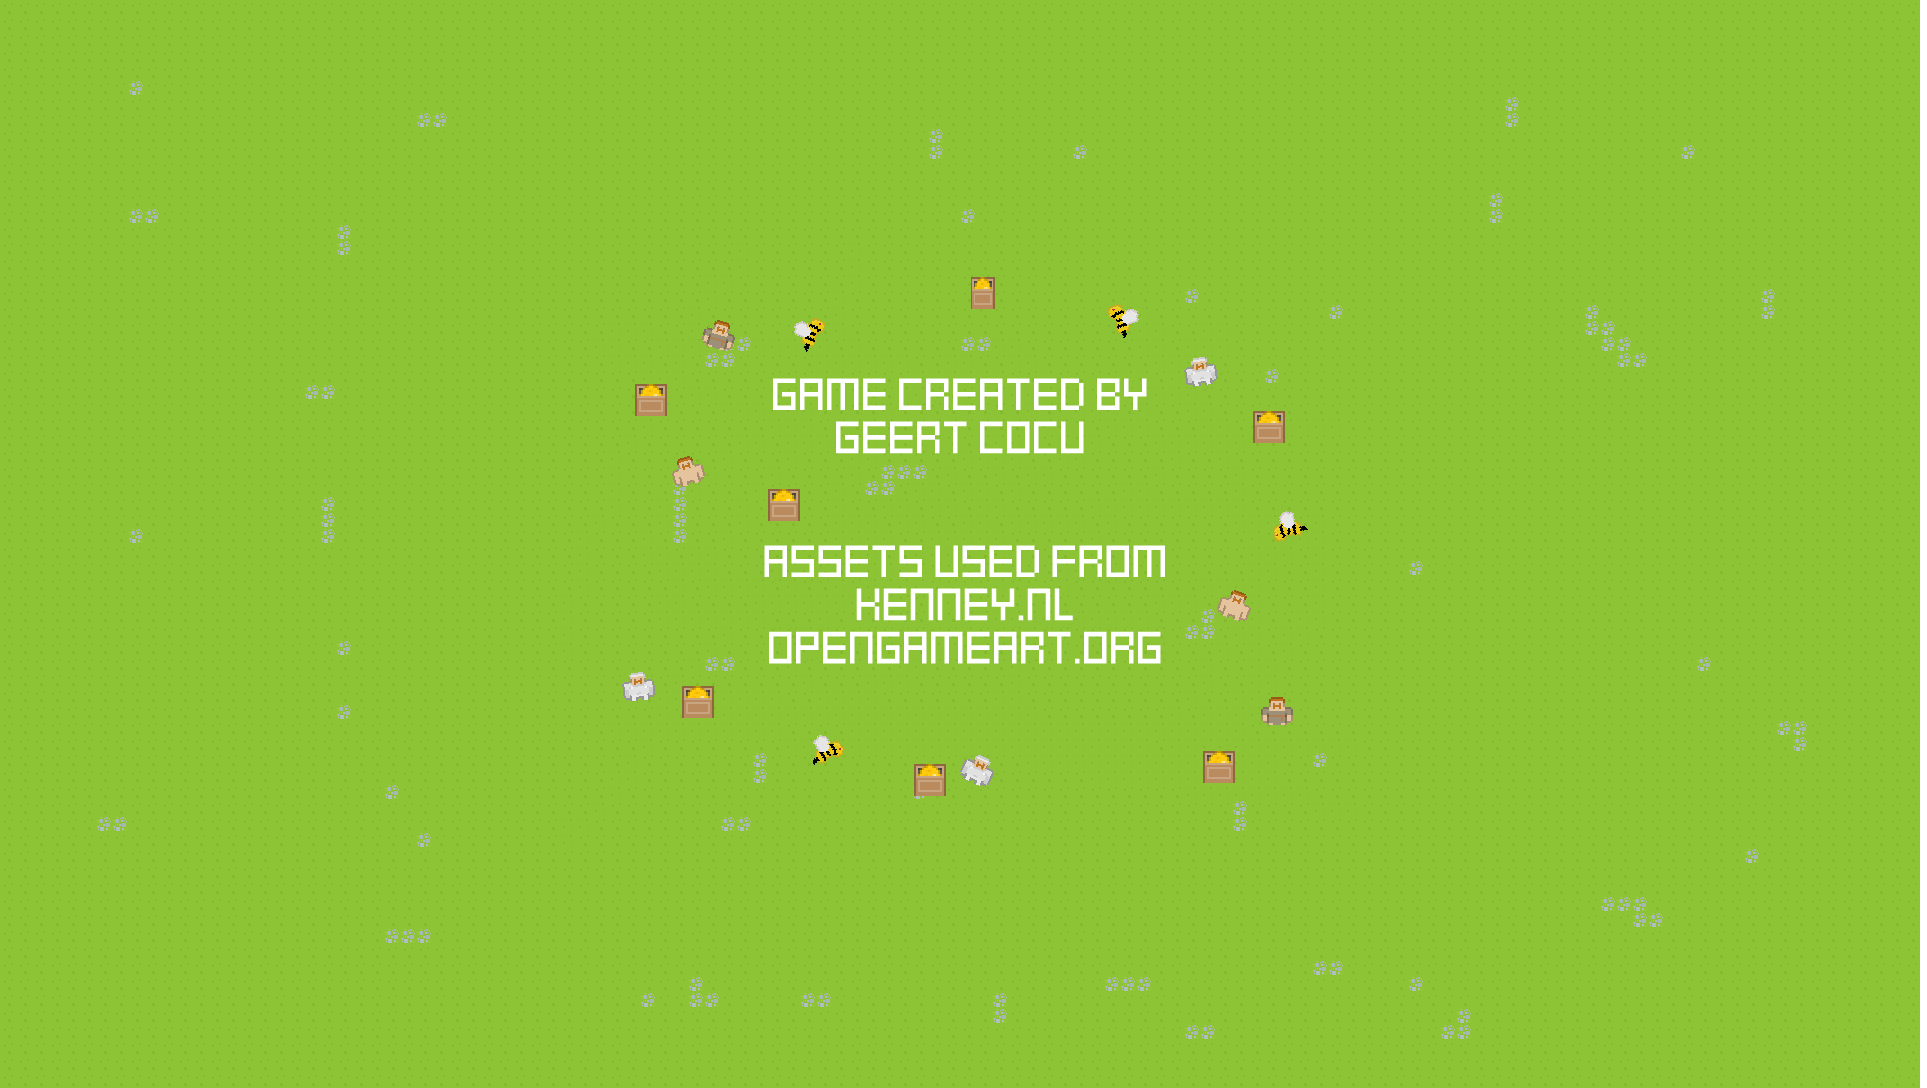 GAME CREATED BY
GEERT COCU
ASSETS USED FROM
KENNEY.NL
OPENGAMEART.ORG